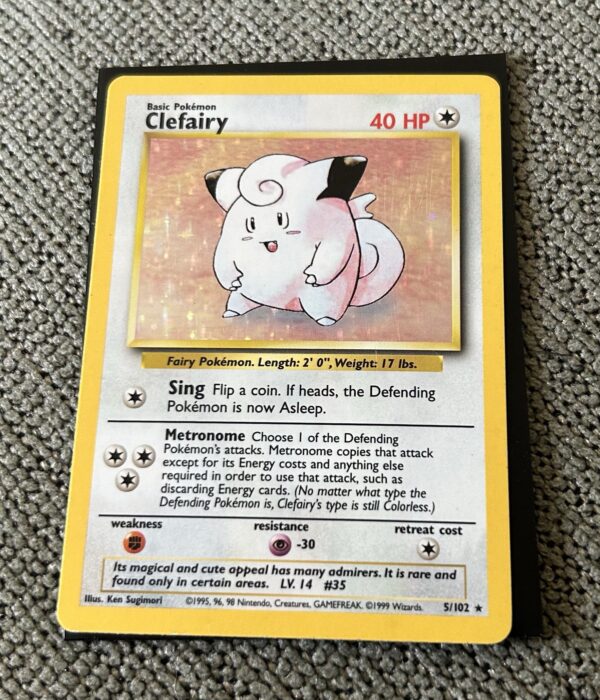 Basic Pokémon
Clefairy
40 HP
Fairy Pokémon. Length: 2' 0", Weight: 17 lbs.
Sing Flip a coin. If heads, the Defending
Pokémon is now Asleep.
Metronome Choose 1 of the Defending
Pokémon's attacks. Metronome copies that attack
except for its Energy costs and anything else
required in order to use that attack, such as
discarding Energy cards. (No matter what type the
Defending Pokémon is, Clefairy's type is still Colorless.)
weakness
resistance
retreat cost
-30
Its magical and cute appeal has many admirers. It is rare and
found only in certain areas. LV. 14 #35
Illus. Ken Sugimori ©1995, 96, 98 Nintendo, Creatures, GAMEFREAK. ©1999 Wizards. 5/102 ★